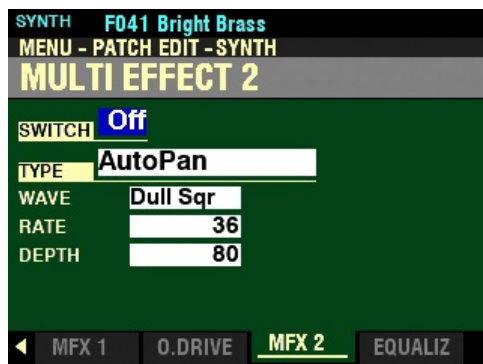 SYNTH F041 Bright Brass
MENU - PATCH EDIT - SYNTH
MULTI EFFECT 2
SWITCH Off
TYPE AutoPan
WAVE Dull Sqr
RATE 36
DEPTH 80
MFX 1 O.DRIVE MFX 2 EQUALIZ